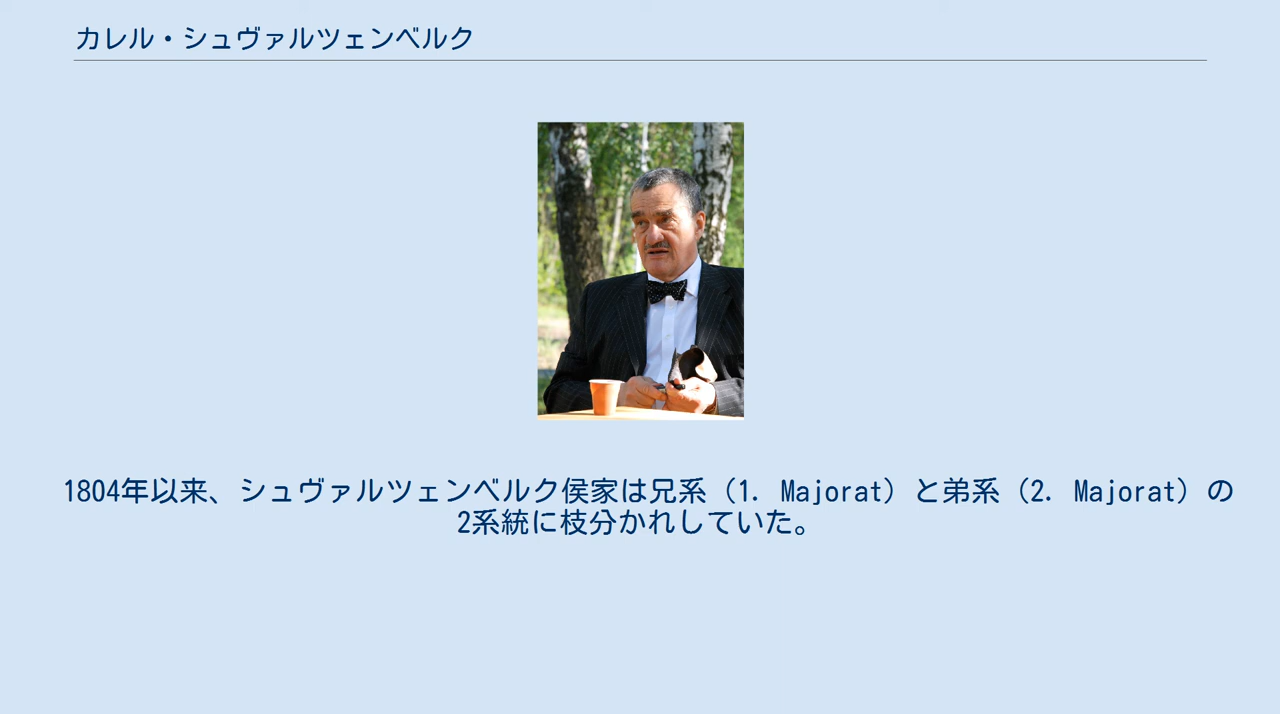 カレル・シュヴァルツェンベルク
1804年以来、シュヴァルツェンベルク侯家は兄系（1. Majorat）と弟系（2. Majorat）の
2系統に枝分かれしていた。